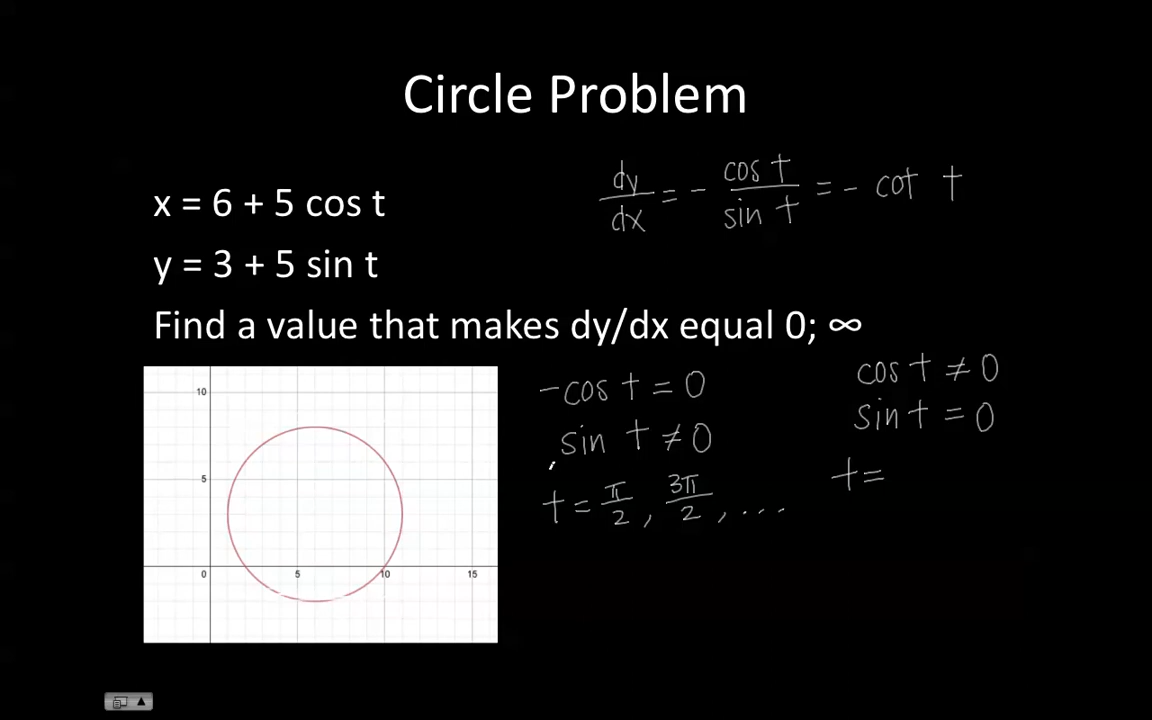 Circle Problem
x = 6 + 5 cos t
dy/dx = - cos t/sin t = - cot t
y = 3 + 5 sin t
Find a value that makes dy/dx equal 0; ∞
-cos t = 0
sin t ≠ 0
t = π/2, 3π/2, ...
cos t ≠ 0
sin t = 0
t =
10
5
0
5
10
15